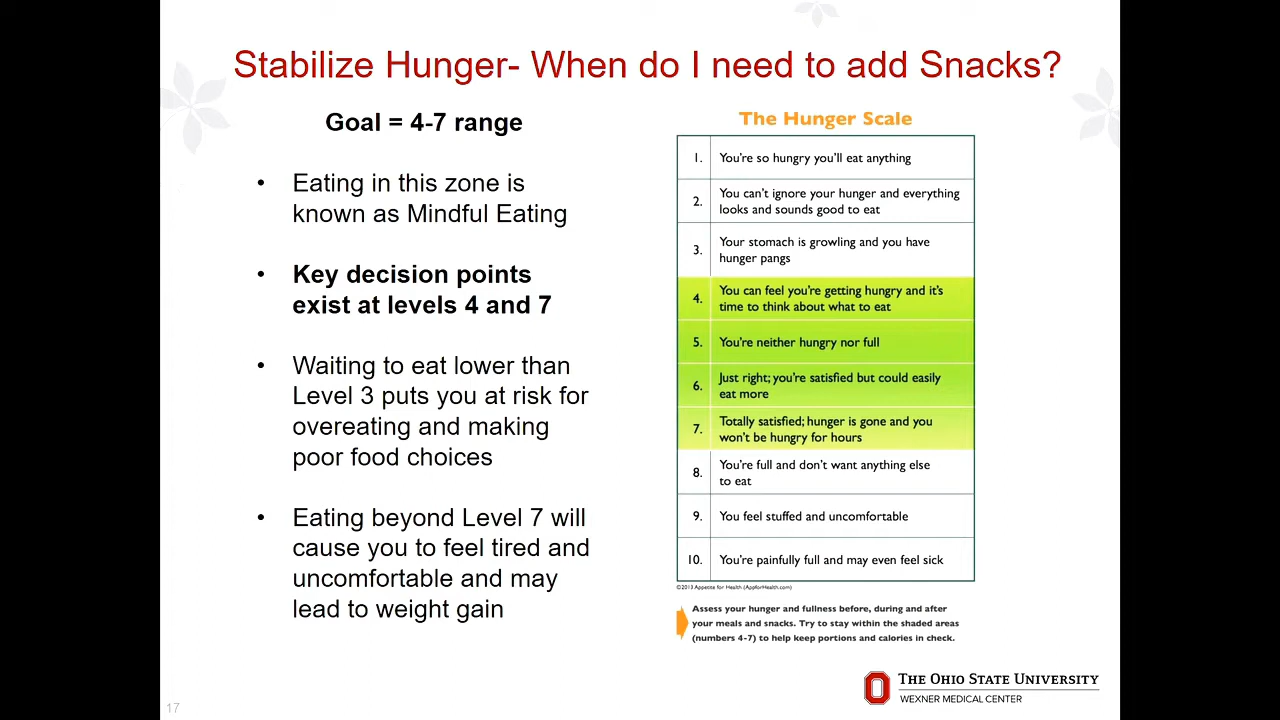 Stabilize Hunger- When do I need to add Snacks?
Goal = 4-7 range
• Eating in this zone is
known as Mindful Eating
• Key decision points
exist at levels 4 and 7
• Waiting to eat lower than
Level 3 puts you at risk for
overeating and making
poor food choices
• Eating beyond Level 7 will
cause you to feel tired and
uncomfortable and may
lead to weight gain
The Hunger Scale
1. You're so hungry you'll eat anything
2. You can't ignore your hunger and everything
looks and sounds good to eat
3. Your stomach is growling and you have
hunger pangs
4. You can feel you're getting hungry and it's
time to think about what to eat
5. You're neither hungry nor full
6. Just right; you're satisfied but could easily
eat more
7. Totally satisfied; hunger is gone and you
won't be hungry for hours
8. You're full and don't want anything else
to eat
9. You feel stuffed and uncomfortable
10. You're painfully full and may even feel sick
©2013 Appetite for Health (AppforHealth.com)
Assess your hunger and fullness before, during and after
your meals and snacks. Try to stay within the shaded areas
(numbers 4-7) to help keep portions and calories in check.
THE OHIO STATE UNIVERSITY
WEXNER MEDICAL CENTER
17